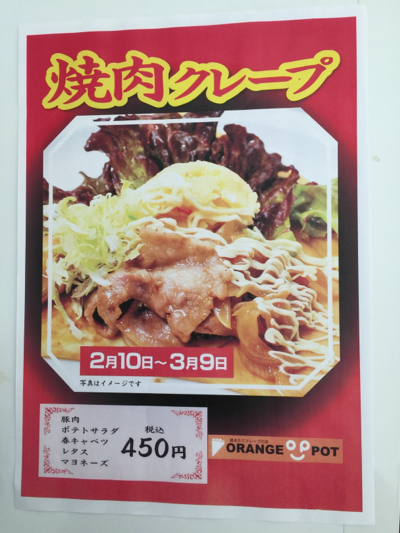 焼肉クレープ
2月10日～3月9日
写真はイメージです
豚肉
ポテトサラダ 税込
春キャベツ 450円
レタス
マヨネーズ
ORANGE POT